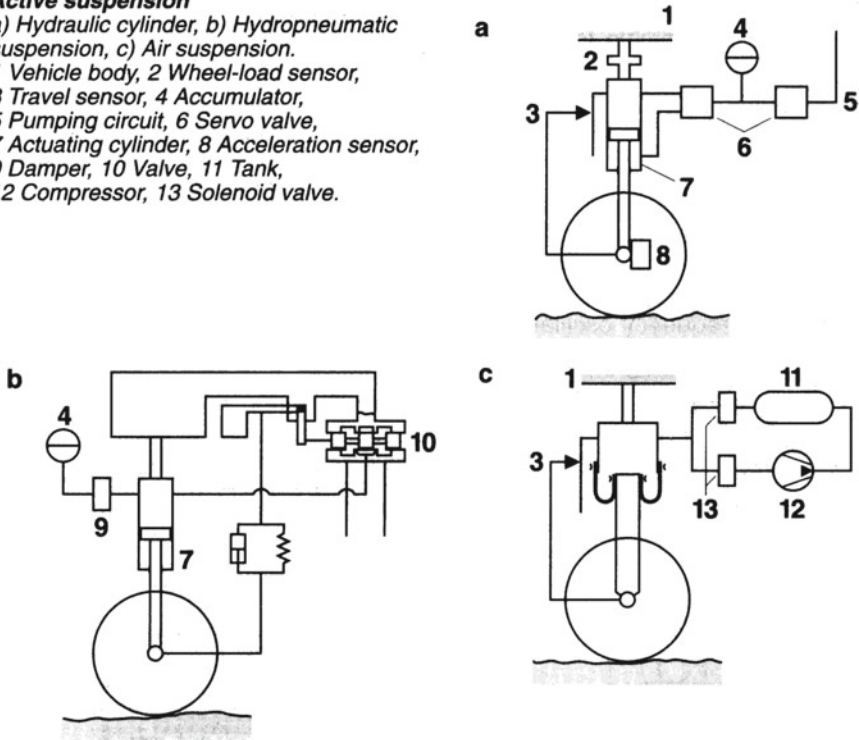 Active suspension
a) Hydraulic cylinder, b) Hydropneumatic
suspension, c) Air suspension.
1 Vehicle body, 2 Wheel-load sensor,
3 Travel sensor, 4 Accumulator,
5 Pumping circuit, 6 Servo valve,
7 Actuating cylinder, 8 Acceleration sensor,
9 Damper, 10 Valve, 11 Tank,
12 Compressor, 13 Solenoid valve.
a
1
2
4
3
5
6
7
8
b
4
10
9
7
c
1
11
3
13
12